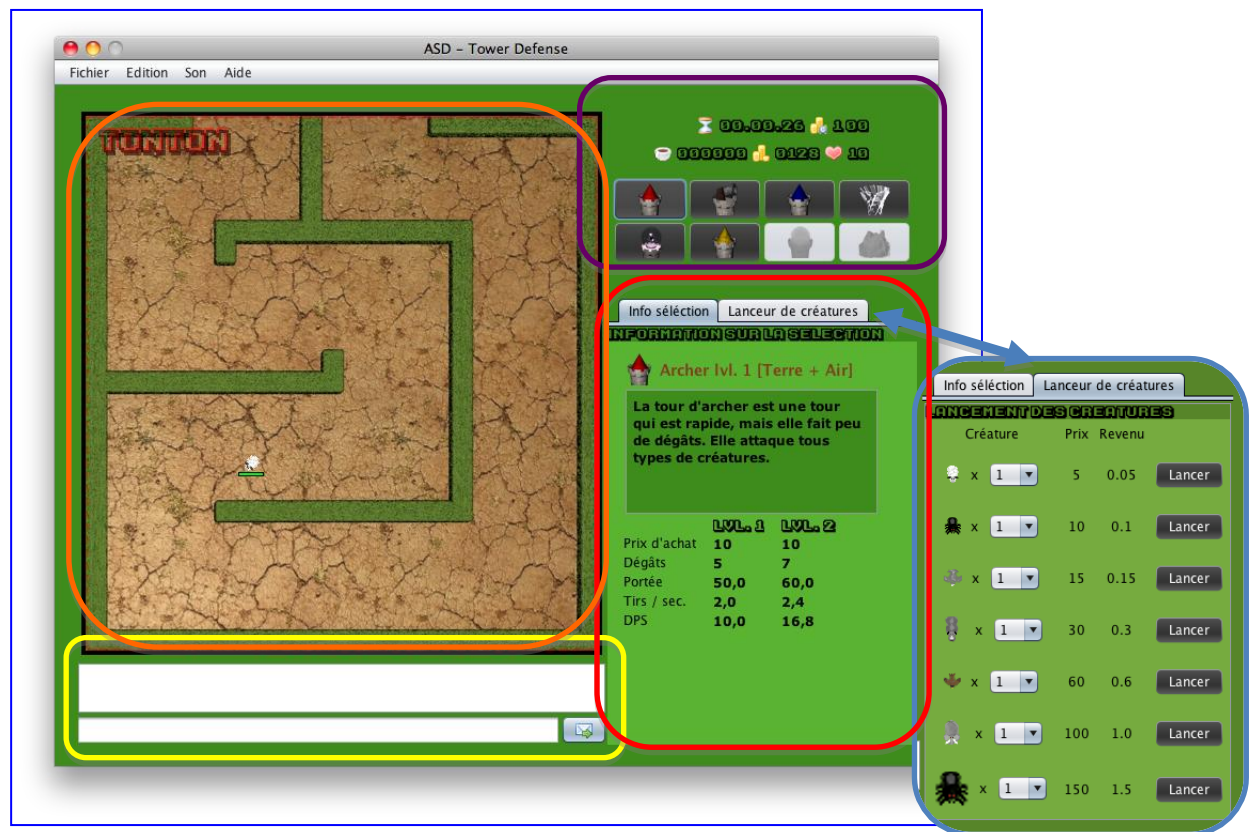 ASD – Tower Defense
Fichier Edition Son Aide
TONTON
00.00.26 100
000000 0128 10
Info séléction Lanceur de créatures
INFORMATION SUR LA SELECTION
Archer lvl. 1 [Terre + Air]
La tour d'archer est une tour
qui est rapide, mais elle fait peu
de dégâts. Elle attaque tous
types de créatures.
LVL. 1 LVL. 2
Prix d'achat 10 10
Dégâts 5 7
Portée 50,0 60,0
Tirs / sec. 2,0 2,4
DPS 10,0 16,8
Info séléction Lanceur de créatures
LANCEMENT DES CREATURES
Créature Prix Revenu
x 1 5 0.05 Lancer
x 1 10 0.1 Lancer
x 1 15 0.15 Lancer
x 1 30 0.3 Lancer
x 1 60 0.6 Lancer
x 1 100 1.0 Lancer
x 1 150 1.5 Lancer